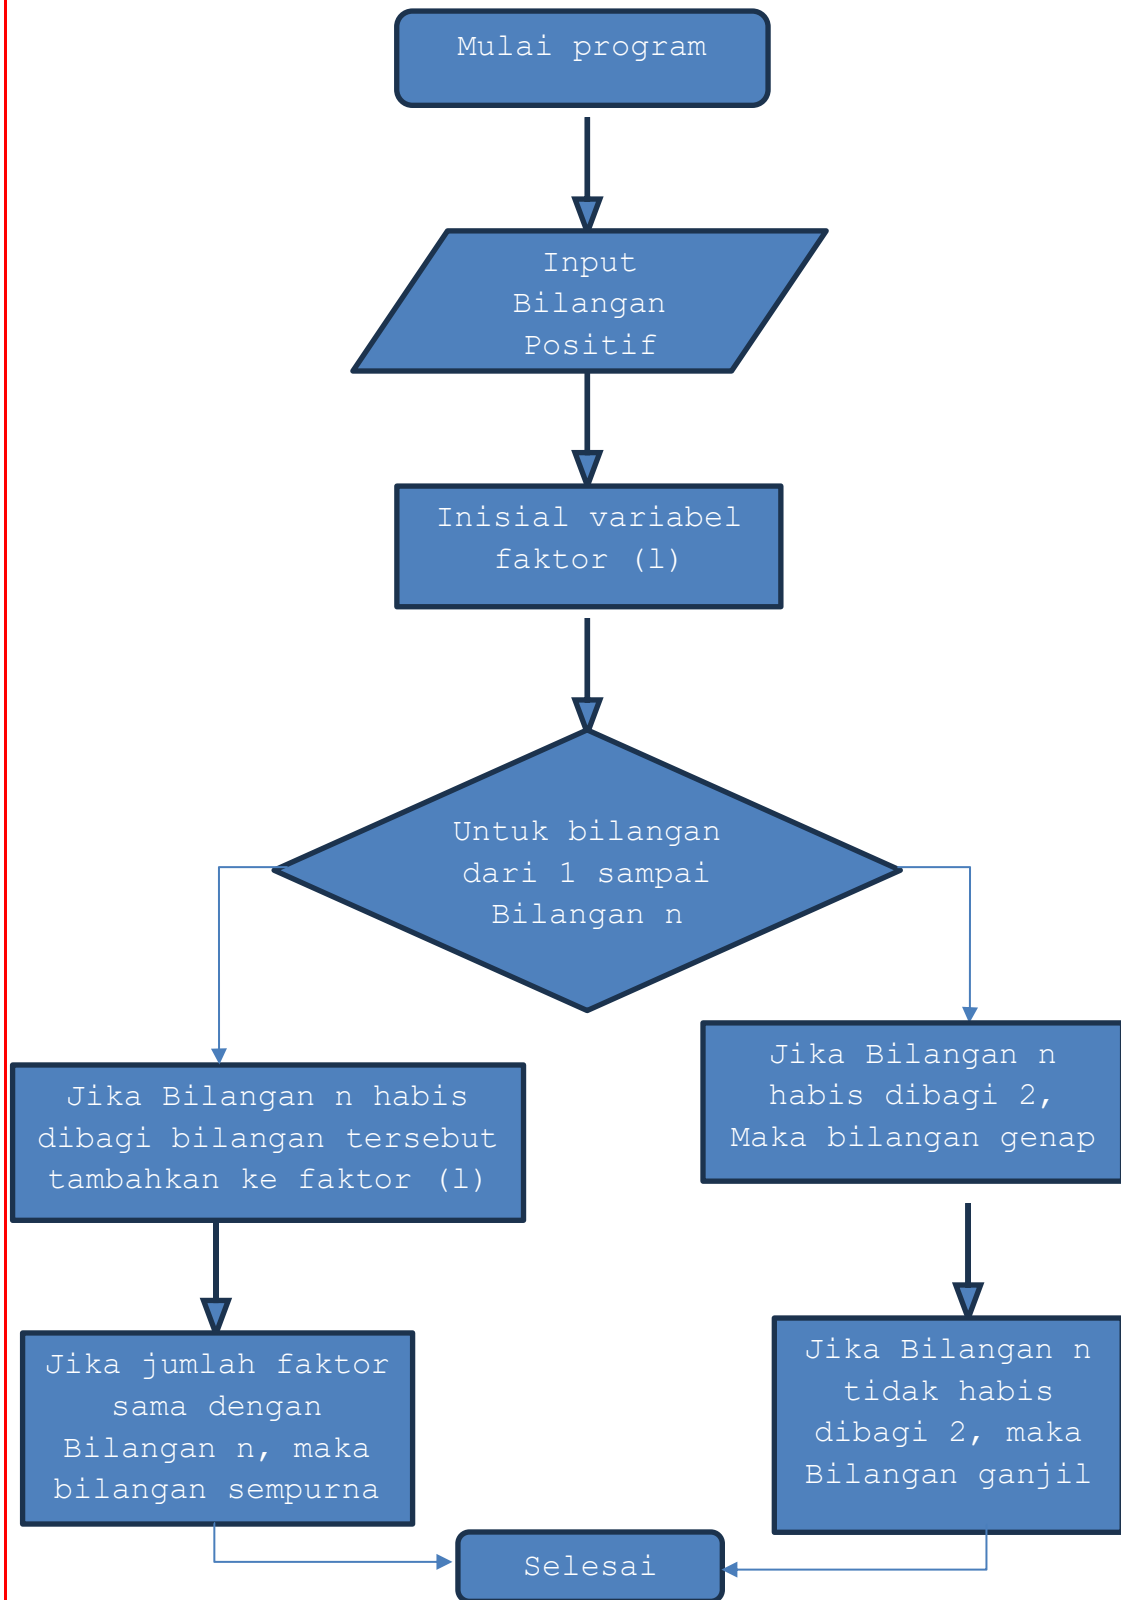 Mulai program
Input
Bilangan
Positif
Inisial variabel
faktor (l)
Untuk bilangan
dari 1 sampai
Bilangan n
Jika Bilangan n habis
dibagi bilangan tersebut
tambahkan ke faktor (l)
Jika jumlah faktor
sama dengan
Bilangan n, maka
bilangan sempurna
Jika Bilangan n
habis dibagi 2,
Maka bilangan genap
Jika Bilangan n
tidak habis
dibagi 2, maka
Bilangan ganjil
Selesai